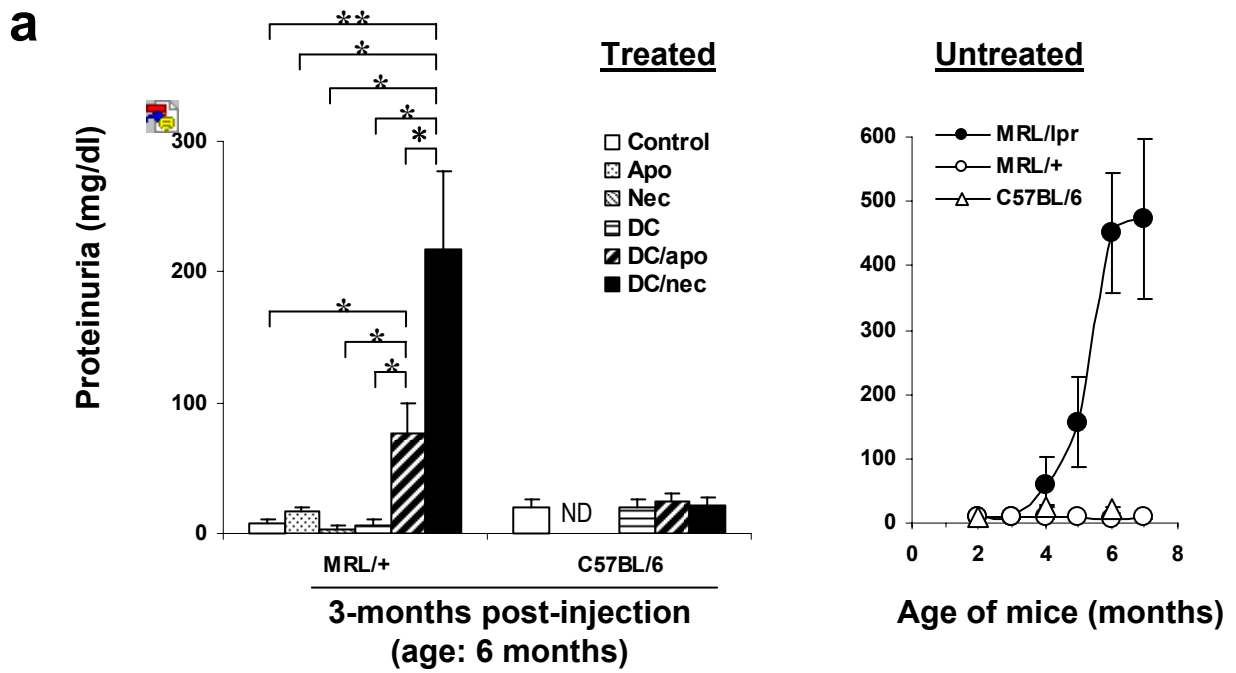 a
Treated
Untreated
**
*
*
*
*
*
*
*
Proteinuria (mg/dl)
300
200
100
0
Control
Apo
Nec
DC
DC/apo
DC/nec
ND
MRL/+
C57BL/6
3-months post-injection
(age: 6 months)
600
500
400
300
200
100
0
MRL/lpr
MRL/+
C57BL/6
0 2 4 6 8
Age of mice (months)